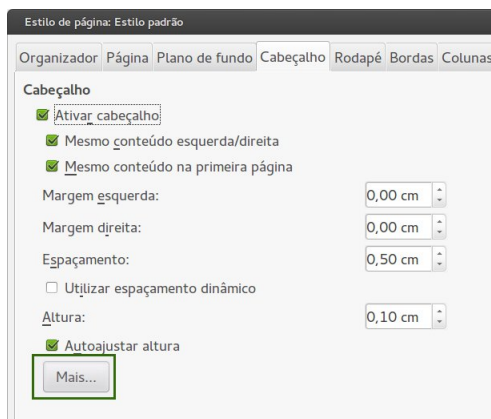 Estilo de página: Estilo padrão
Organizador Página Plano de fundo Cabeçalho Rodapé Bordas Colunas
Cabeçalho
Ativar cabeçalho
Mesmo conteúdo esquerda/direita
Mesmo conteúdo na primeira página
Margem esquerda: 0,00 cm
Margem direita: 0,00 cm
Espaçamento: 0,50 cm
Utilizar espaçamento dinâmico
Altura: 0,10 cm
Autoajustar altura
Mais...